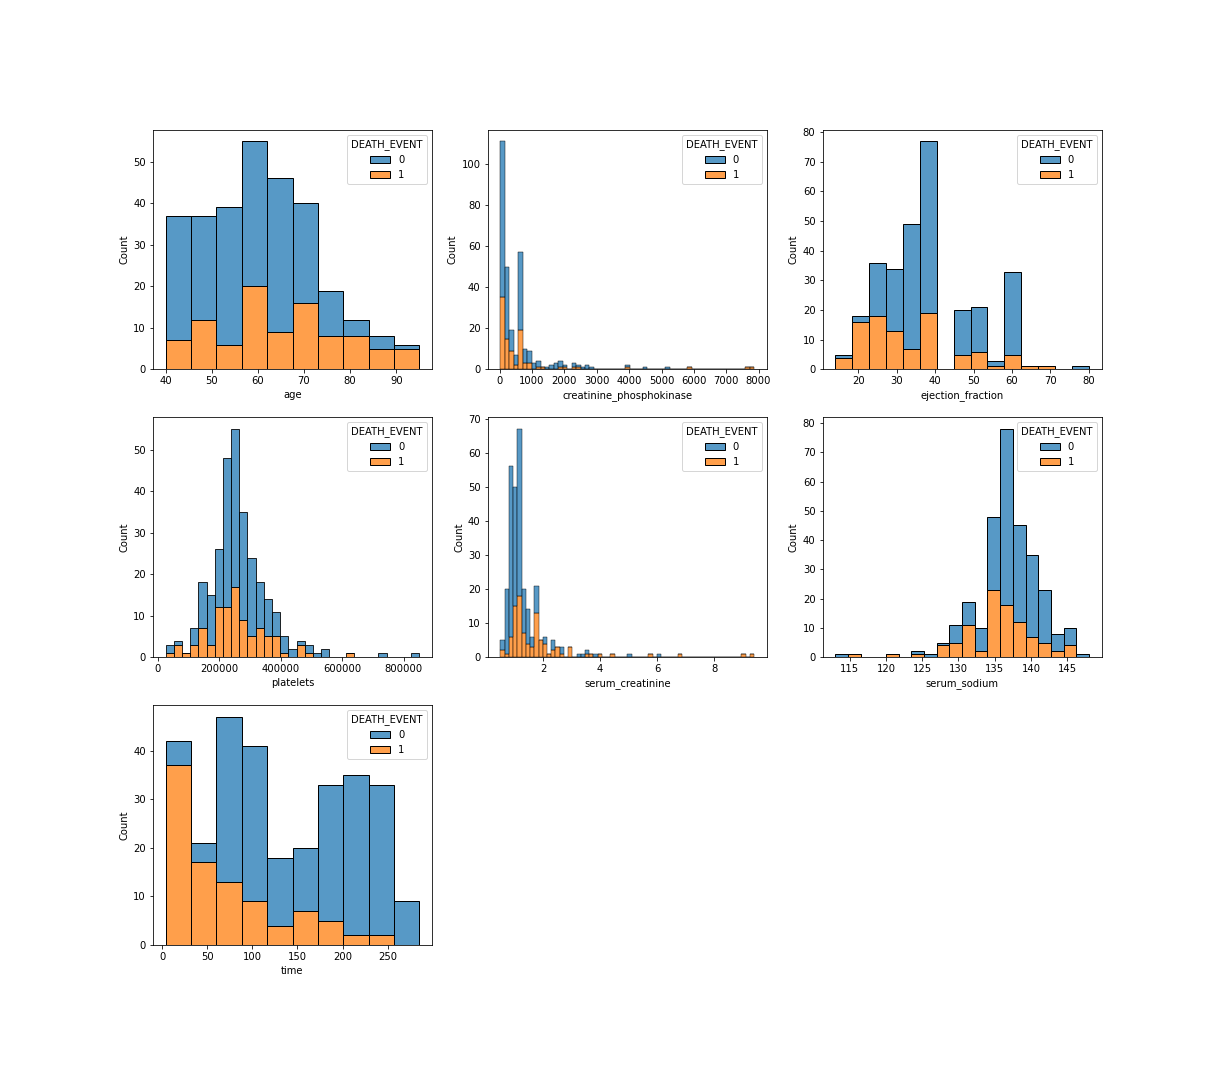 DEATH_EVENT
0
1
50
40
30
20
10
0
Count
40 50 60 70 80 90
age
DEATH_EVENT
0
1
100
80
60
40
20
0
Count
0 1000 2000 3000 4000 5000 6000 7000 8000
creatinine_phosphokinase
DEATH_EVENT
0
1
80
70
60
50
40
30
20
10
0
Count
20 30 40 50 60 70 80
ejection_fraction
DEATH_EVENT
0
1
50
40
30
20
10
0
Count
0 200000 400000 600000 800000
platelets
DEATH_EVENT
0
1
70
60
50
40
30
20
10
0
Count
2 4 6 8
serum_creatinine
DEATH_EVENT
0
1
80
70
60
50
40
30
20
10
0
Count
115 120 125 130 135 140 145
serum_sodium
DEATH_EVENT
0
1
40
30
20
10
0
Count
0 50 100 150 200 250
time